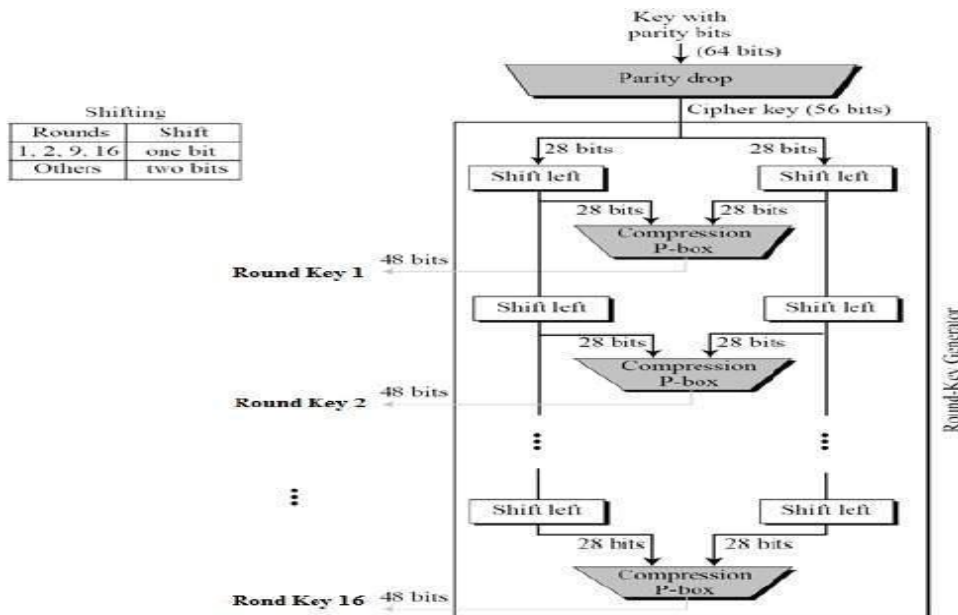 Key with
parity bits
(64 bits)
Parity drop
Cipher key (56 bits)
Shifting
Rounds Shift
1, 2, 9, 16 one bit
Others two bits
28 bits 28 bits
Shift left Shift left
28 bits 28 bits
Compression
P-box
48 bits
Round Key 1
Shift left Shift left
28 bits 28 bits
Compression
P-box
48 bits
Round Key 2
Round-Key Generator
Shift left Shift left
28 bits 28 bits
Compression
P-box
Rond Key 16 48 bits